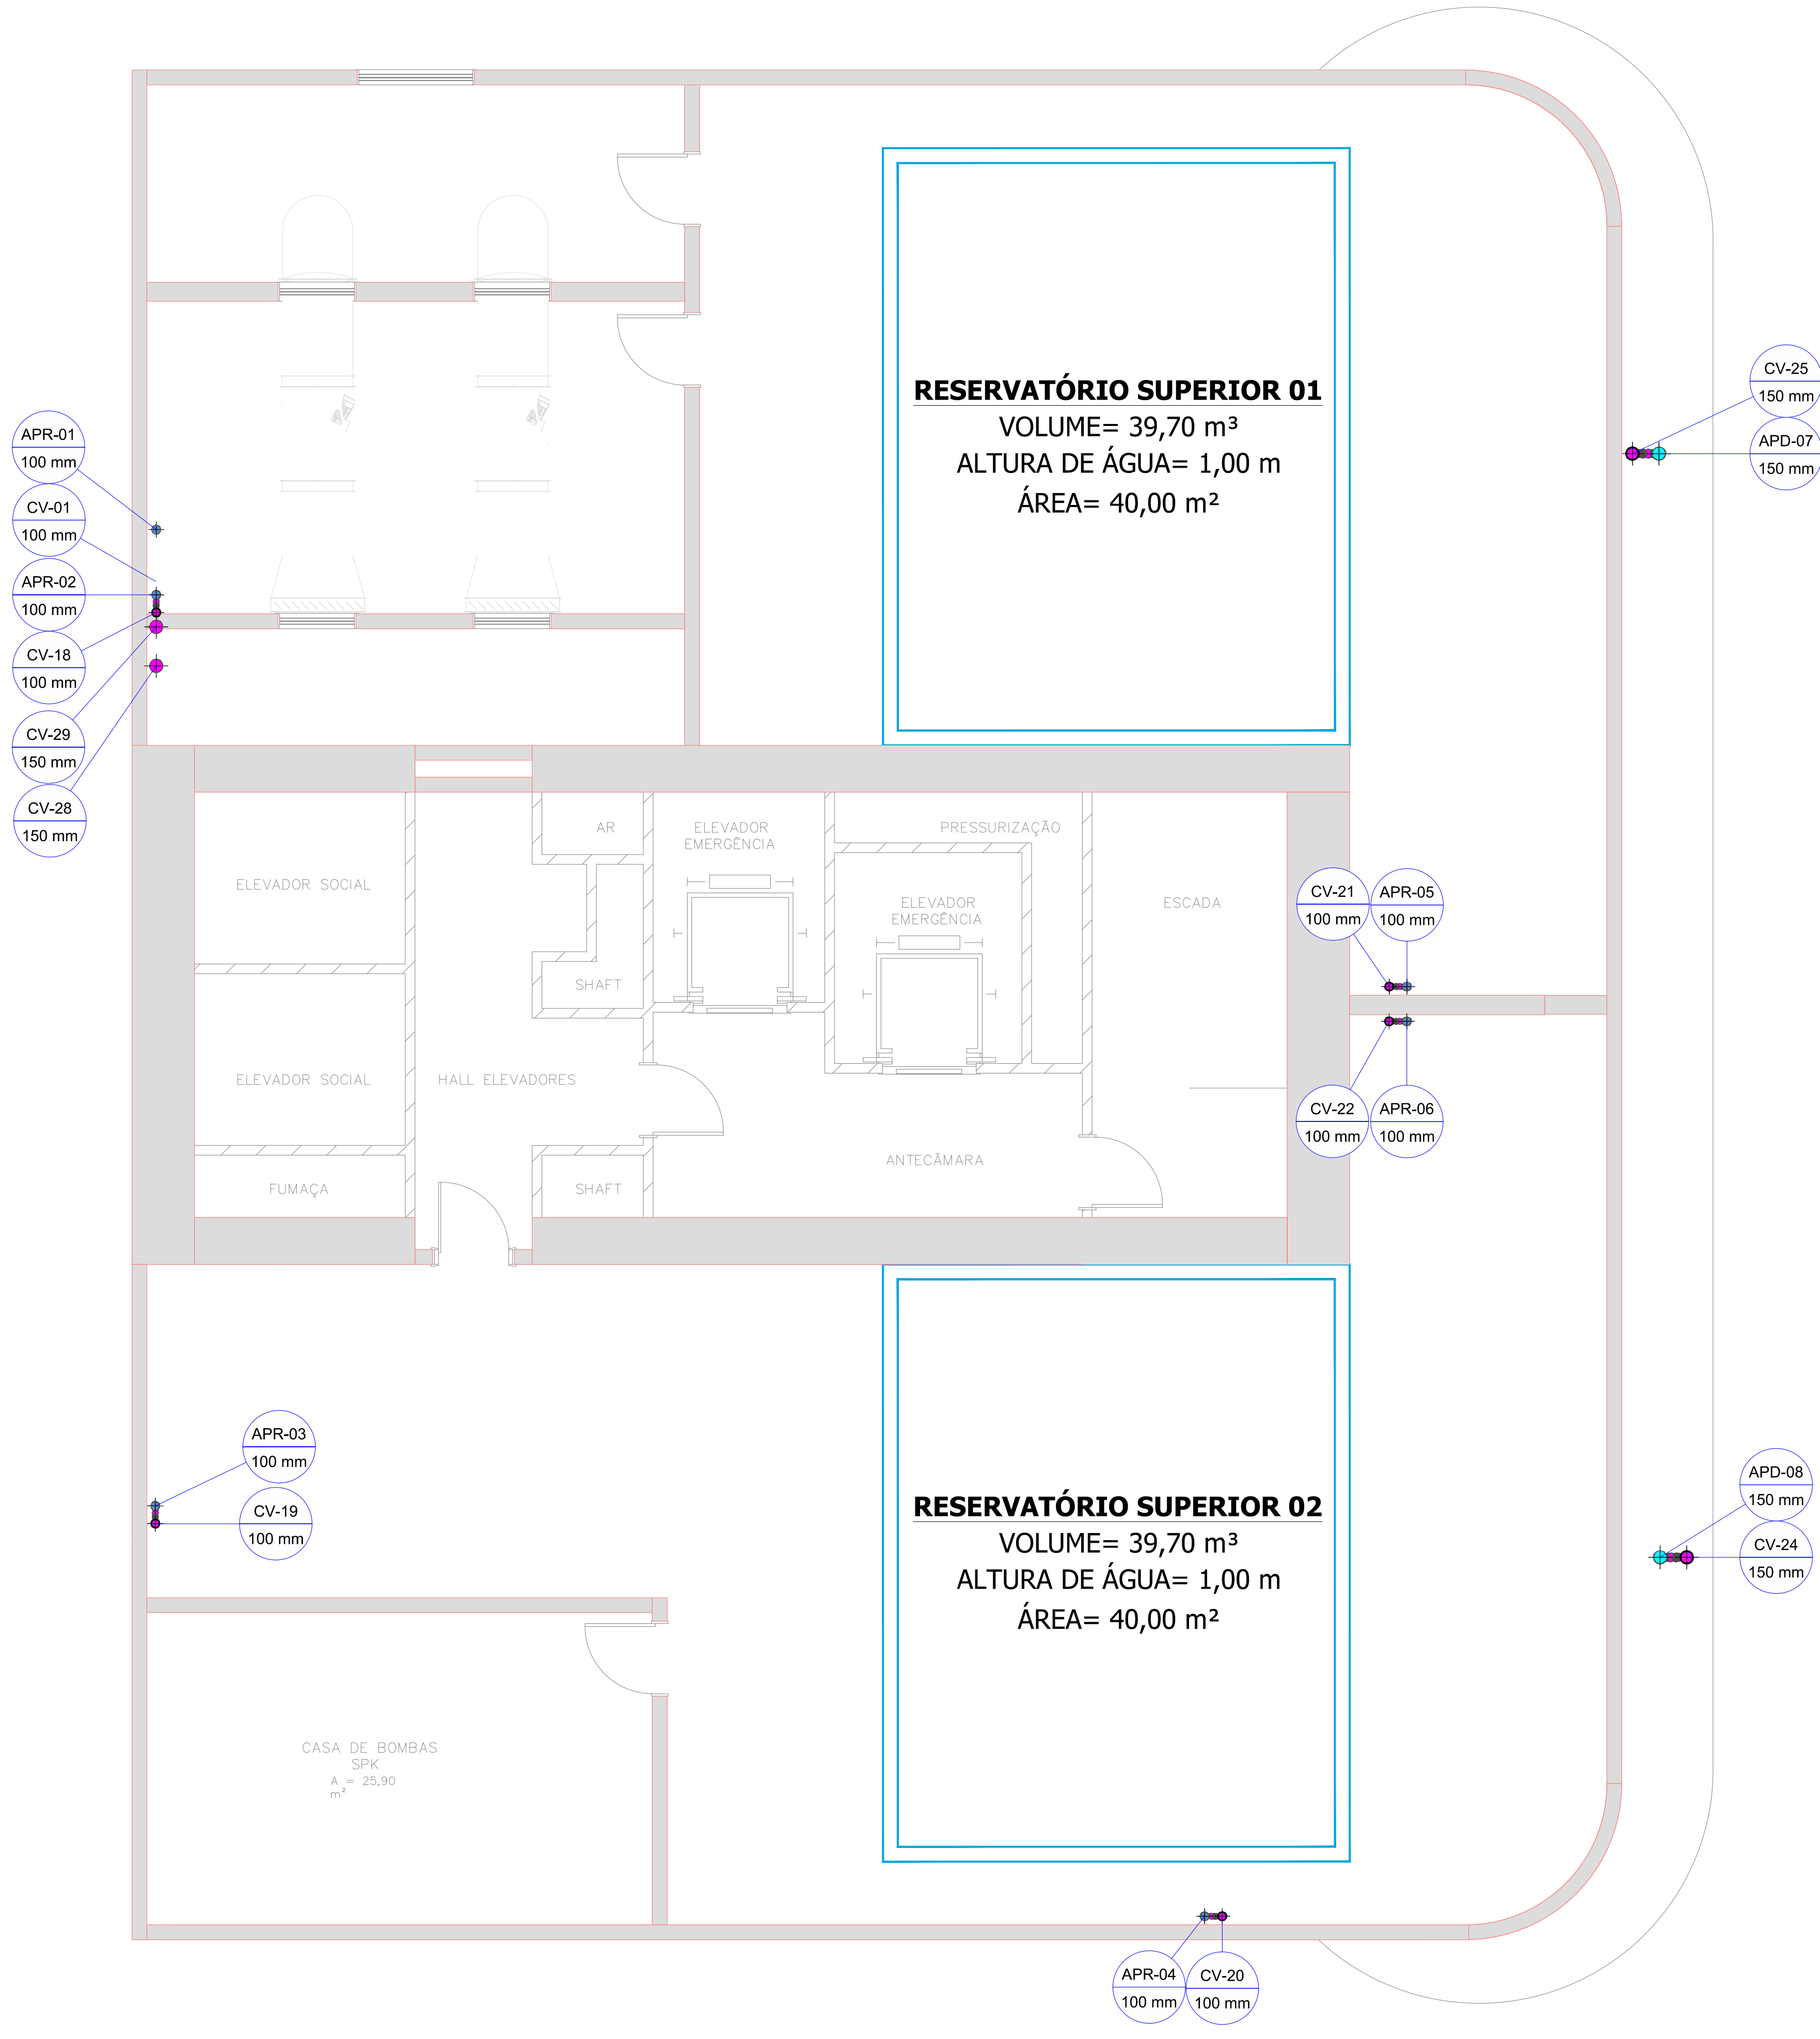 CV-25
150 mm
APD-07
150 mm
RESERVATÓRIO SUPERIOR 01
VOLUME= 39,70 m³
ALTURA DE ÁGUA= 1,00 m
ÁREA= 40,00 m²
APR-01
100 mm
CV-01
100 mm
APR-02
100 mm
CV-18
100 mm
CV-29
150 mm
CV-28
150 mm
AR
ELEVADOR
EMERGÊNCIA
PRESSURIZAÇÃO
ELEVADOR SOCIAL
ELEVADOR
EMERGÊNCIA
ESCADA
CV-21
100 mm
APR-05
100 mm
SHAFT
ELEVADOR SOCIAL
HALL ELEVADORES
CV-22
100 mm
APR-06
100 mm
ANTECÂMARA
FUMAÇA
SHAFT
APR-03
100 mm
CV-19
100 mm
RESERVATÓRIO SUPERIOR 02
VOLUME= 39,70 m³
ALTURA DE ÁGUA= 1,00 m
ÁREA= 40,00 m²
APD-08
150 mm
CV-24
150 mm
CASA DE BOMBAS
SPK
A = 25,90
m²
APR-04
100 mm
CV-20
100 mm